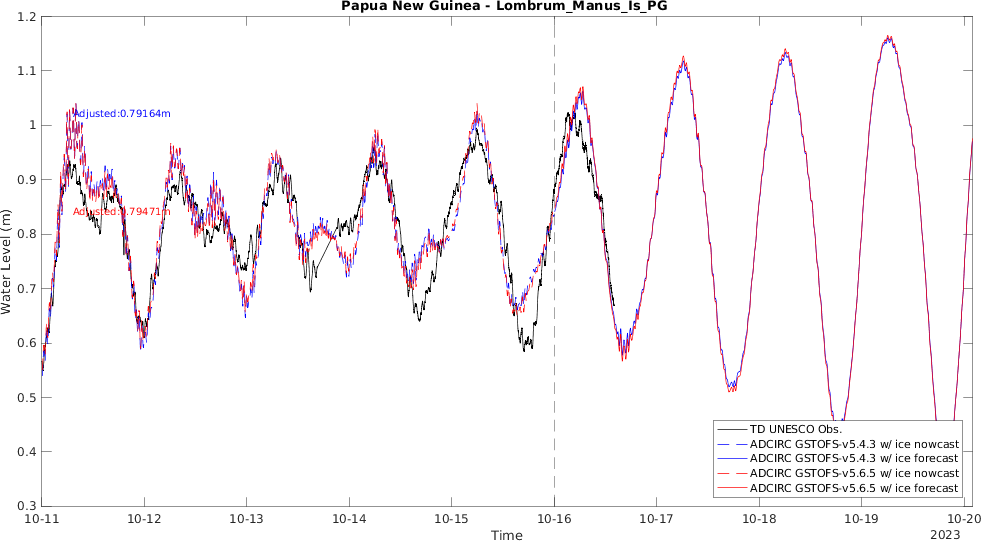 Papua New Guinea - Lombrum_Manus_Is_PG
1.2
1.1
1
0.9
0.8
0.7
0.6
0.5
0.4
0.3
Water Level (m)
Adjusted:0.79164m
Adjusted:0.79471m
TD UNESCO Obs.
ADCIRC GSTOFS-v5.4.3 w/ ice nowcast
ADCIRC GSTOFS-v5.4.3 w/ ice forecast
ADCIRC GSTOFS-v5.6.5 w/ ice nowcast
ADCIRC GSTOFS-v5.6.5 w/ ice forecast
10-11 10-12 10-13 10-14 10-15 10-16 10-17 10-18 10-19 10-20
Time
2023